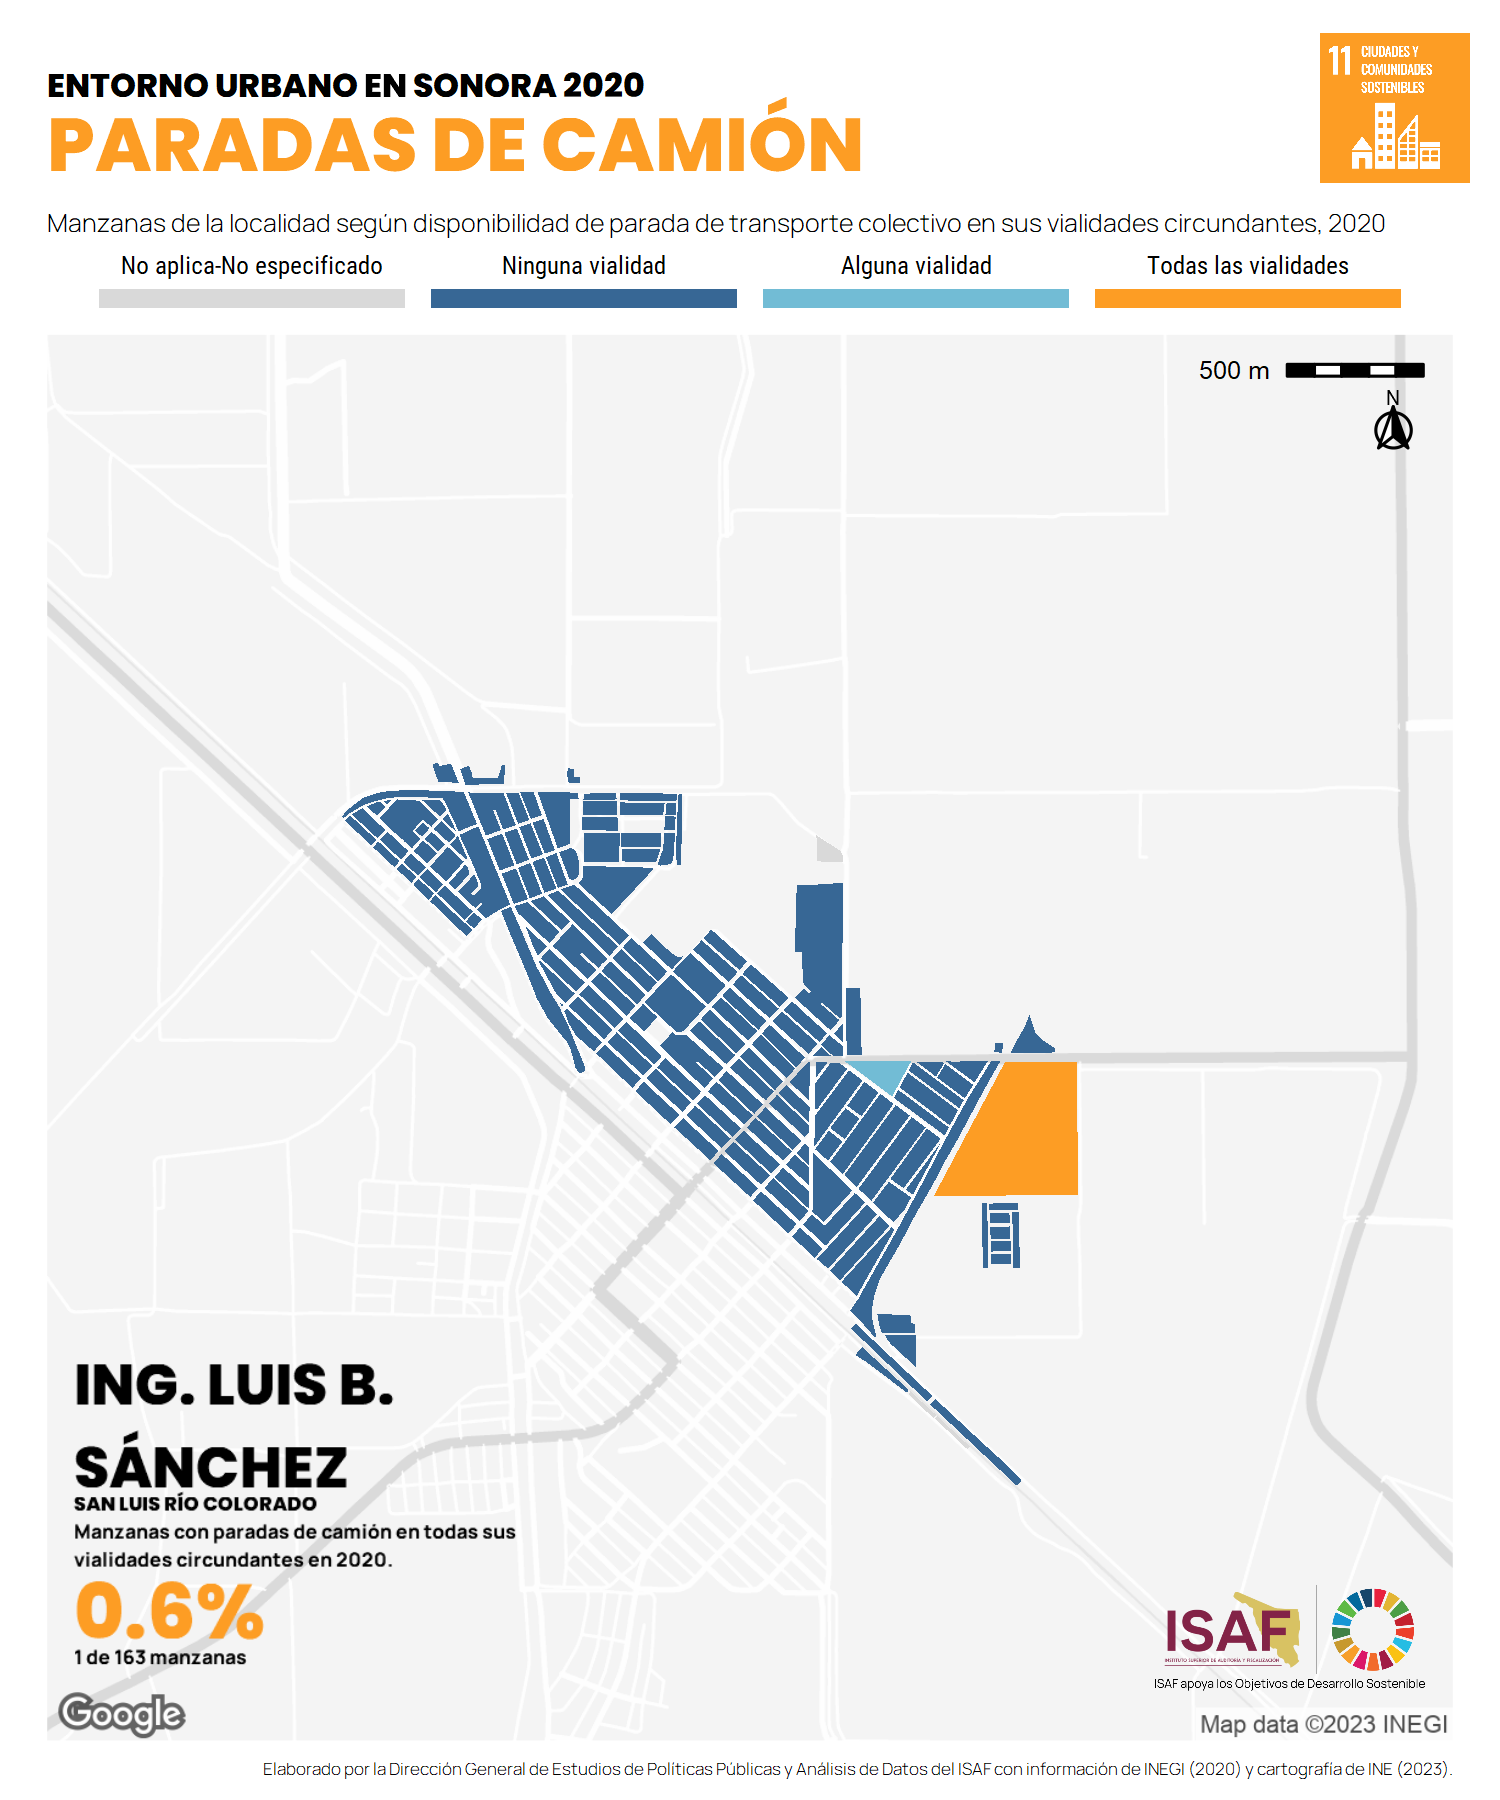 ENTORNO URBANO EN SONORA 2020
PARADAS DE CAMIÓN
11 CIUDADES Y
COMUNIDADES
SOSTENIBLES
Manzanas de la localidad según disponibilidad de parada de transporte colectivo en sus vialidades circundantes, 2020
No aplica-No especificado Ninguna vialidad Alguna vialidad Todas las vialidades
500 m
N
ING. LUIS B.
SÁNCHEZ
SAN LUIS RÍO COLORADO
Manzanas con paradas de camión en todas sus
vialidades circundantes en 2020.
0.6%
1 de 163 manzanas
ISAF
INSTITUTO SUPERIOR DE AUDITORÍA Y FISCALIZACIÓN
ISAF apoya los Objetivos de Desarrollo Sostenible
Google
Map data ©2023 INEGI
Elaborado por la Dirección General de Estudios de Políticas Públicas y Análisis de Datos del ISAF con información de INEGI (2020) y cartografía de INE (2023).